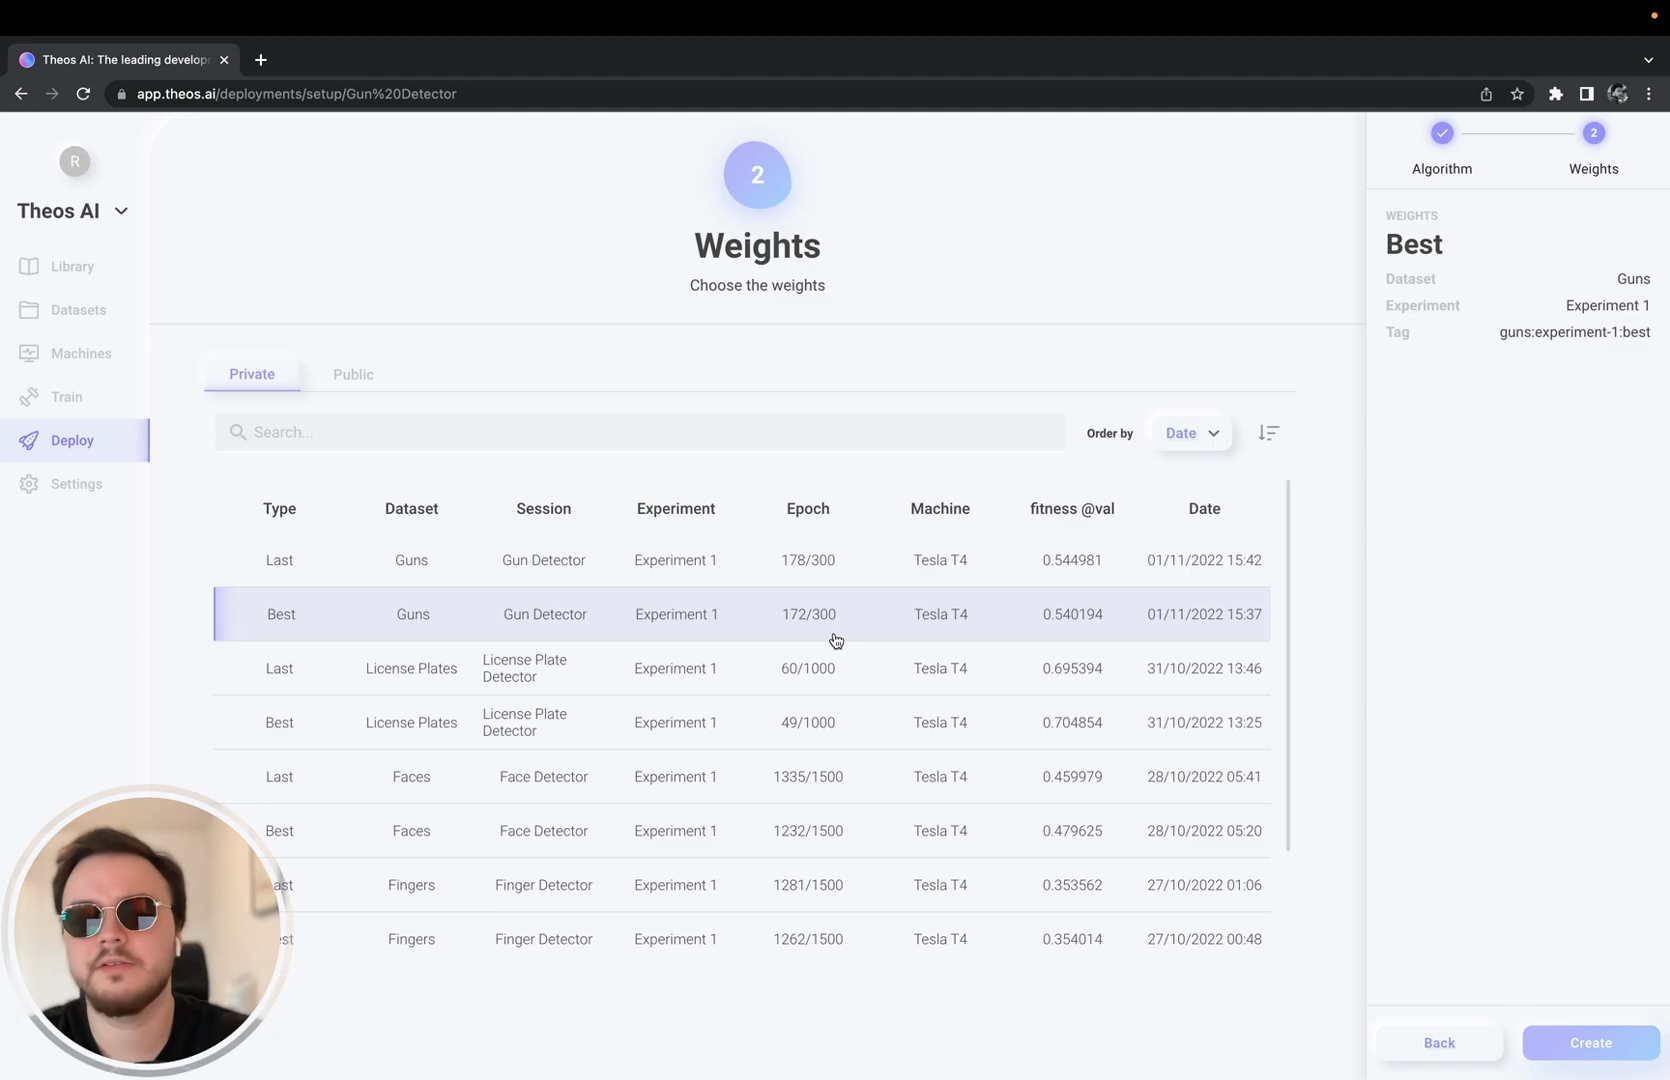 Theos AI: The leading develop
app.theos.ai/deployments/setup/Gun%20Detector
R
Theos AI
Library
Datasets
Machines
Train
Deploy
Settings
2
Weights
Choose the weights
Private
Public
Search...
Order by
Date
Type Dataset Session Experiment Epoch Machine fitness @val Date
Last Guns Gun Detector Experiment 1 178/300 Tesla T4 0.544981 01/11/2022 15:42
Best Guns Gun Detector Experiment 1 172/300 Tesla T4 0.540194 01/11/2022 15:37
Last License Plates License Plate Detector Experiment 1 60/1000 Tesla T4 0.695394 31/10/2022 13:46
Best License Plates License Plate Detector Experiment 1 49/1000 Tesla T4 0.704854 31/10/2022 13:25
Last Faces Face Detector Experiment 1 1335/1500 Tesla T4 0.459979 28/10/2022 05:41
Best Faces Face Detector Experiment 1 1232/1500 Tesla T4 0.479625 28/10/2022 05:20
ast Fingers Finger Detector Experiment 1 1281/1500 Tesla T4 0.353562 27/10/2022 01:06
est Fingers Finger Detector Experiment 1 1262/1500 Tesla T4 0.354014 27/10/2022 00:48
2
Algorithm
Weights
WEIGHTS
Best
Dataset Guns
Experiment Experiment 1
Tag guns:experiment-1:best
Back
Create